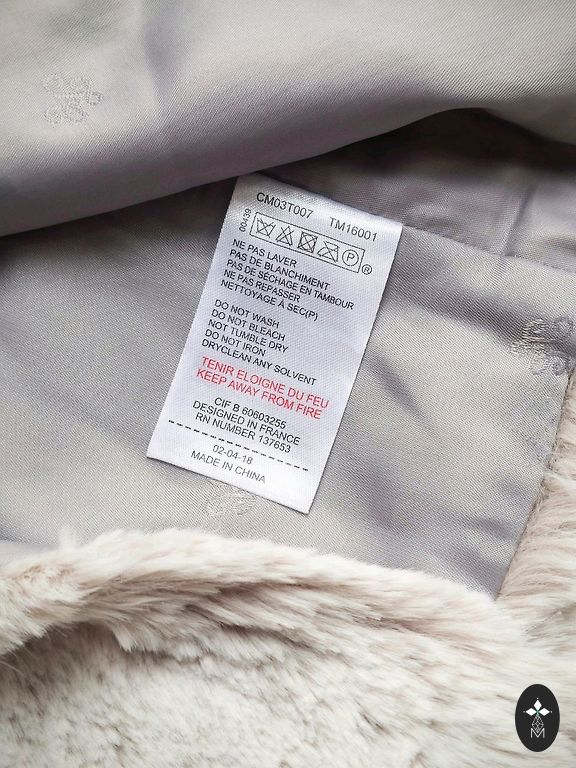 CM03T007 TM16001
00439
P ®
NE PAS LAVER
PAS DE BLANCHIMENT
PAS DE SÉCHAGE EN TAMBOUR
NE PAS REPASSER
NETTOYAGE À SEC(P)
DO NOT WASH
DO NOT BLEACH
NOT TUMBLE DRY
DO NOT IRON
DRYCLEAN ANY SOLVENT
TENIR ELOIGNE DU FEU
KEEP AWAY FROM FIRE
CIF B 60603255
DESIGNED IN FRANCE
RN NUMBER 137653
02-04-18
MADE IN CHINA
M